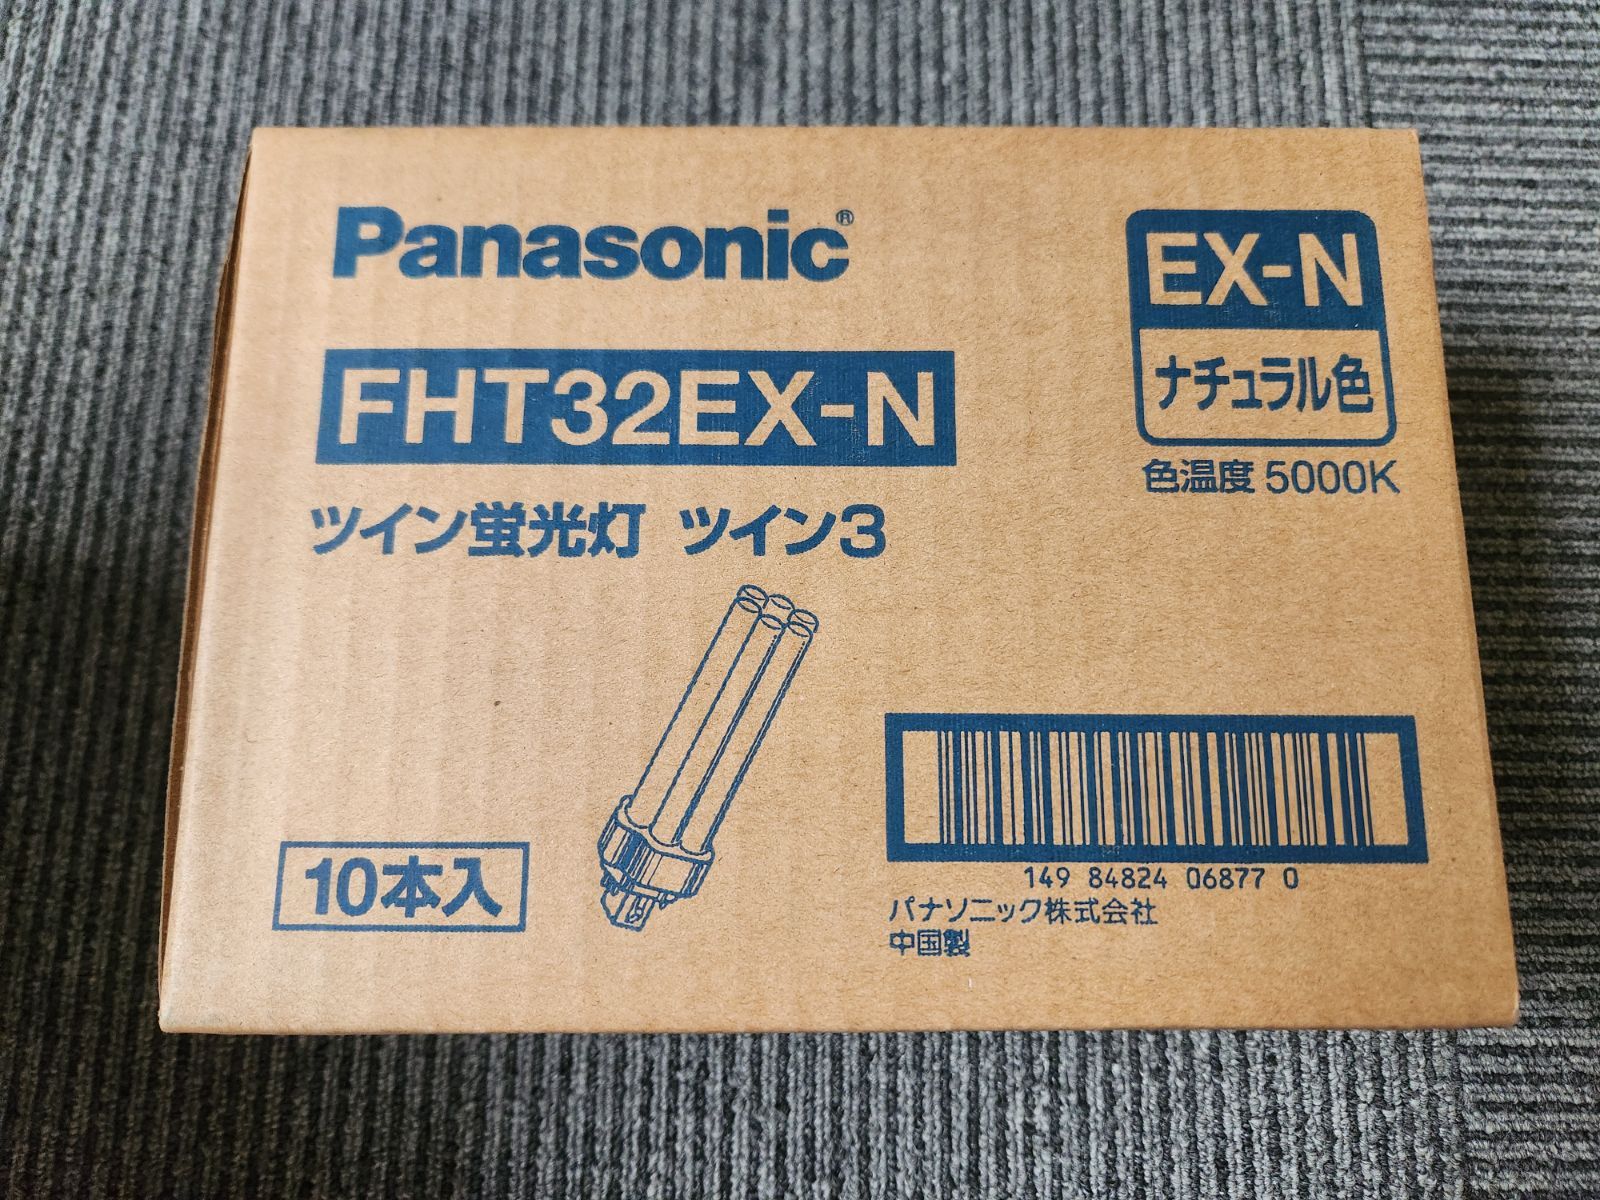 Panasonic®
EX-N
ナチュラル色
色温度 5000K
FHT32EX-N
ツイン蛍光灯 ツイン3
10本入
149 84824 06877 0
パナソニック株式会社
中国製